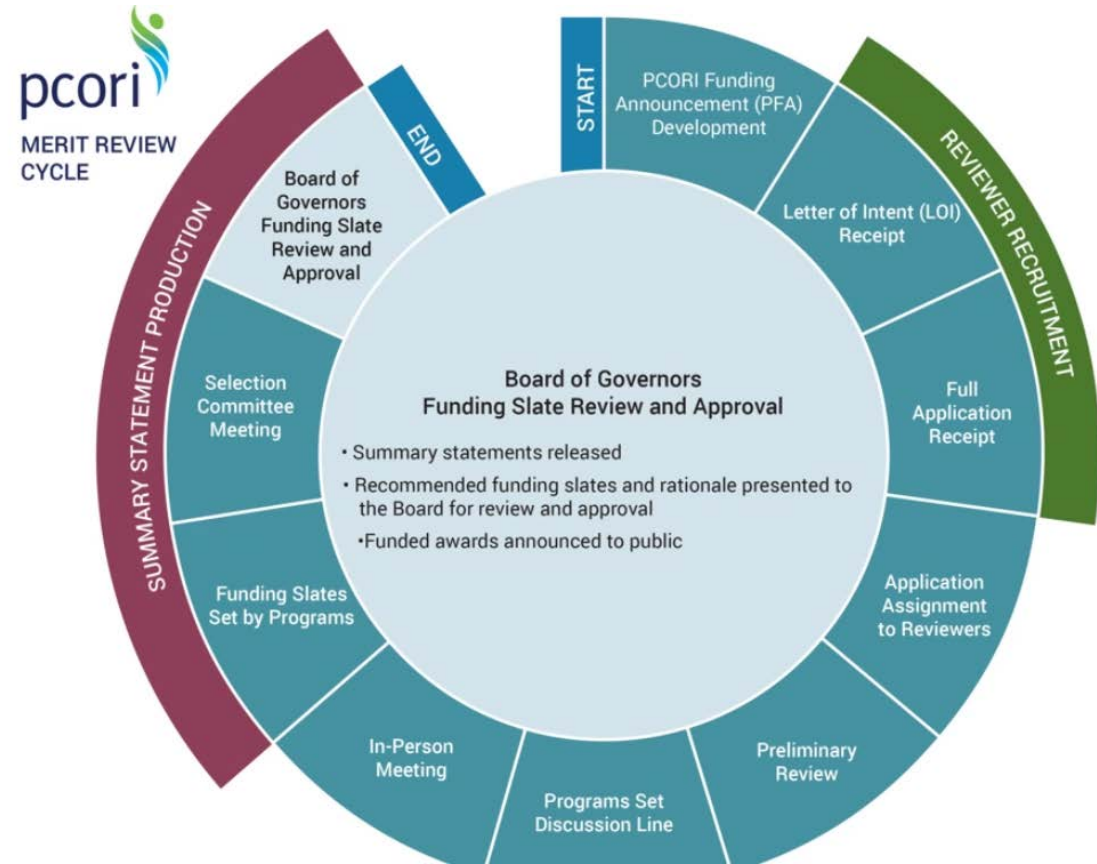 pcori
MERIT REVIEW
CYCLE
START
PCORI Funding
Announcement (PFA)
Development
REVIEWER RECRUITMENT
Letter of Intent (LOI)
Receipt
Full
Application
Receipt
Application
Assignment
to Reviewers
Preliminary
Review
Programs Set
Discussion Line
In-Person
Meeting
Funding Slates
Set by Programs
Selection
Committee
Meeting
SUMMARY STATEMENT PRODUCTION
Board of
Governors
Funding Slate
Review and
Approval
END
Board of Governors
Funding Slate Review and Approval
• Summary statements released
• Recommended funding slates and rationale presented to
the Board for review and approval
•Funded awards announced to public